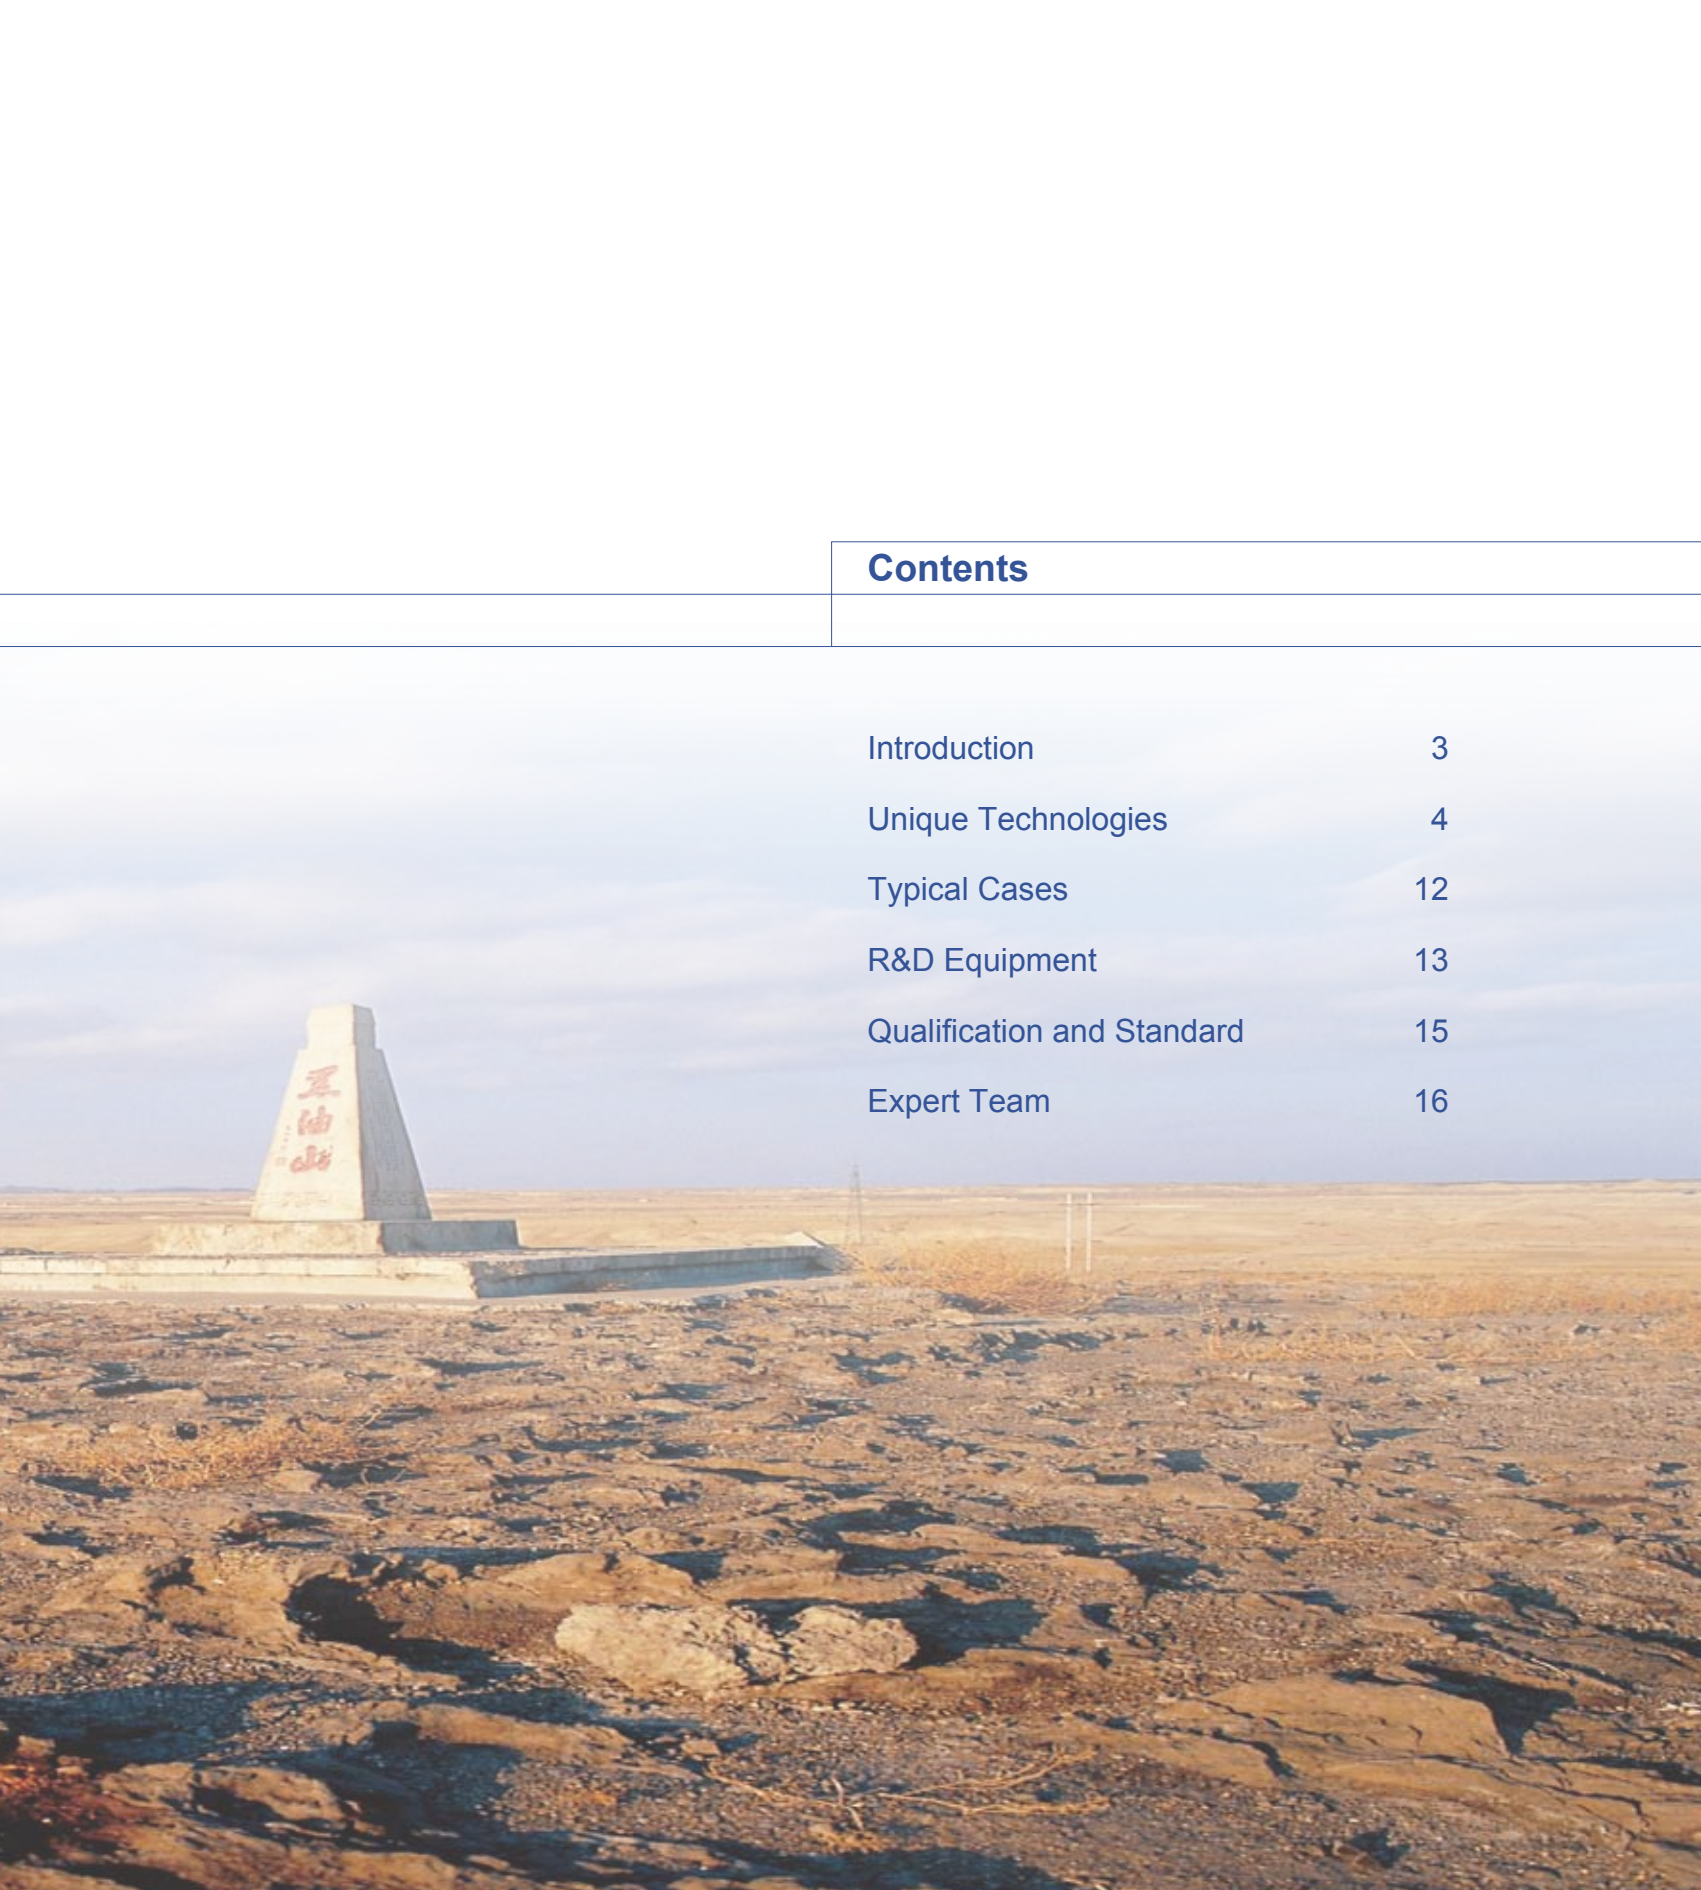 Contents
Introduction 3
Unique Technologies 4
Typical Cases 12
R&D Equipment 13
Qualification and Standard 15
Expert Team 16
黑油山